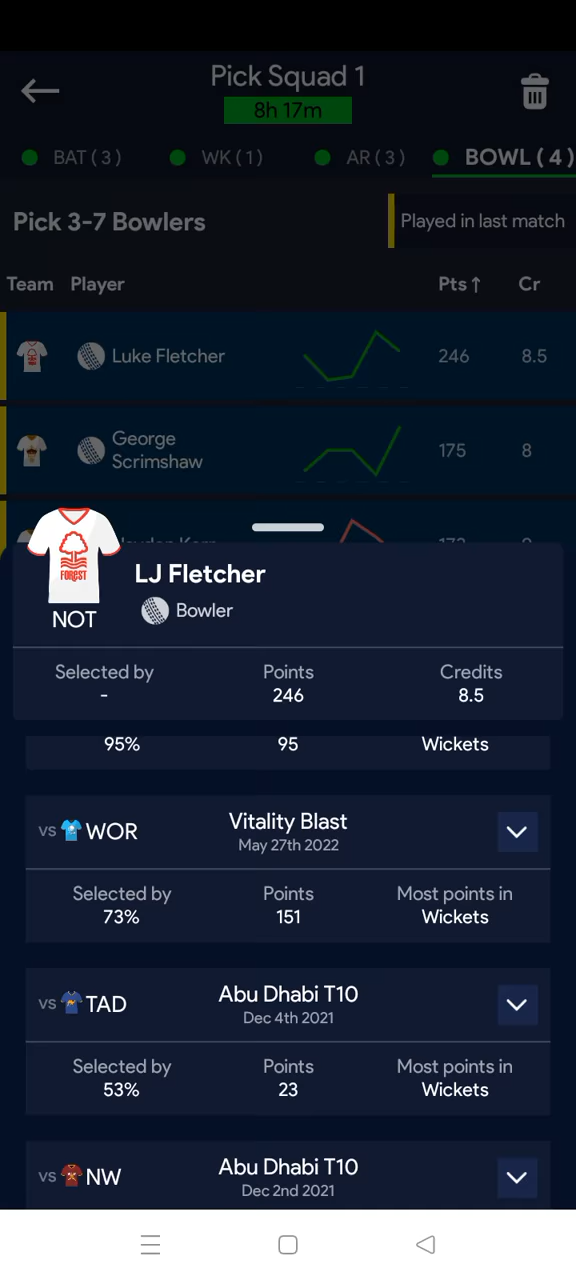 Pick Squad 1
8h 17m
BAT ( 3 )
WK ( 1 )
AR ( 3 )
BOWL ( 4 )
Pick 3-7 Bowlers
Played in last match
Team Player Pts↑ Cr
Luke Fletcher 246 8.5
George
Scrimshaw 175 8
FOREST
NOT
LJ Fletcher
Bowler
Selected by Points Credits
- 246 8.5
95% 95 Wickets
vs WOR Vitality Blast
May 27th 2022
Selected by Points Most points in
73% 151 Wickets
vs TAD Abu Dhabi T10
Dec 4th 2021
Selected by Points Most points in
53% 23 Wickets
vs NW Abu Dhabi T10
Dec 2nd 2021